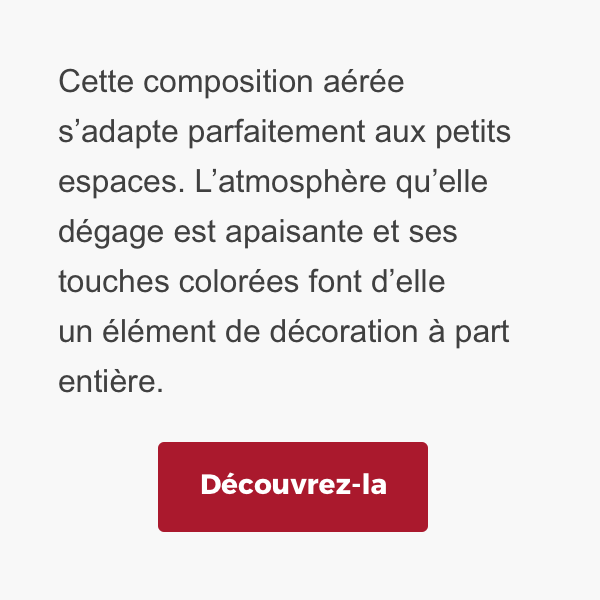 Cette composition aérée
s’adapte parfaitement aux petits
espaces. L’atmosphère qu’elle
dégage est apaisante et ses
touches colorées font d’elle
un élément de décoration à part
entière.
Découvrez-la